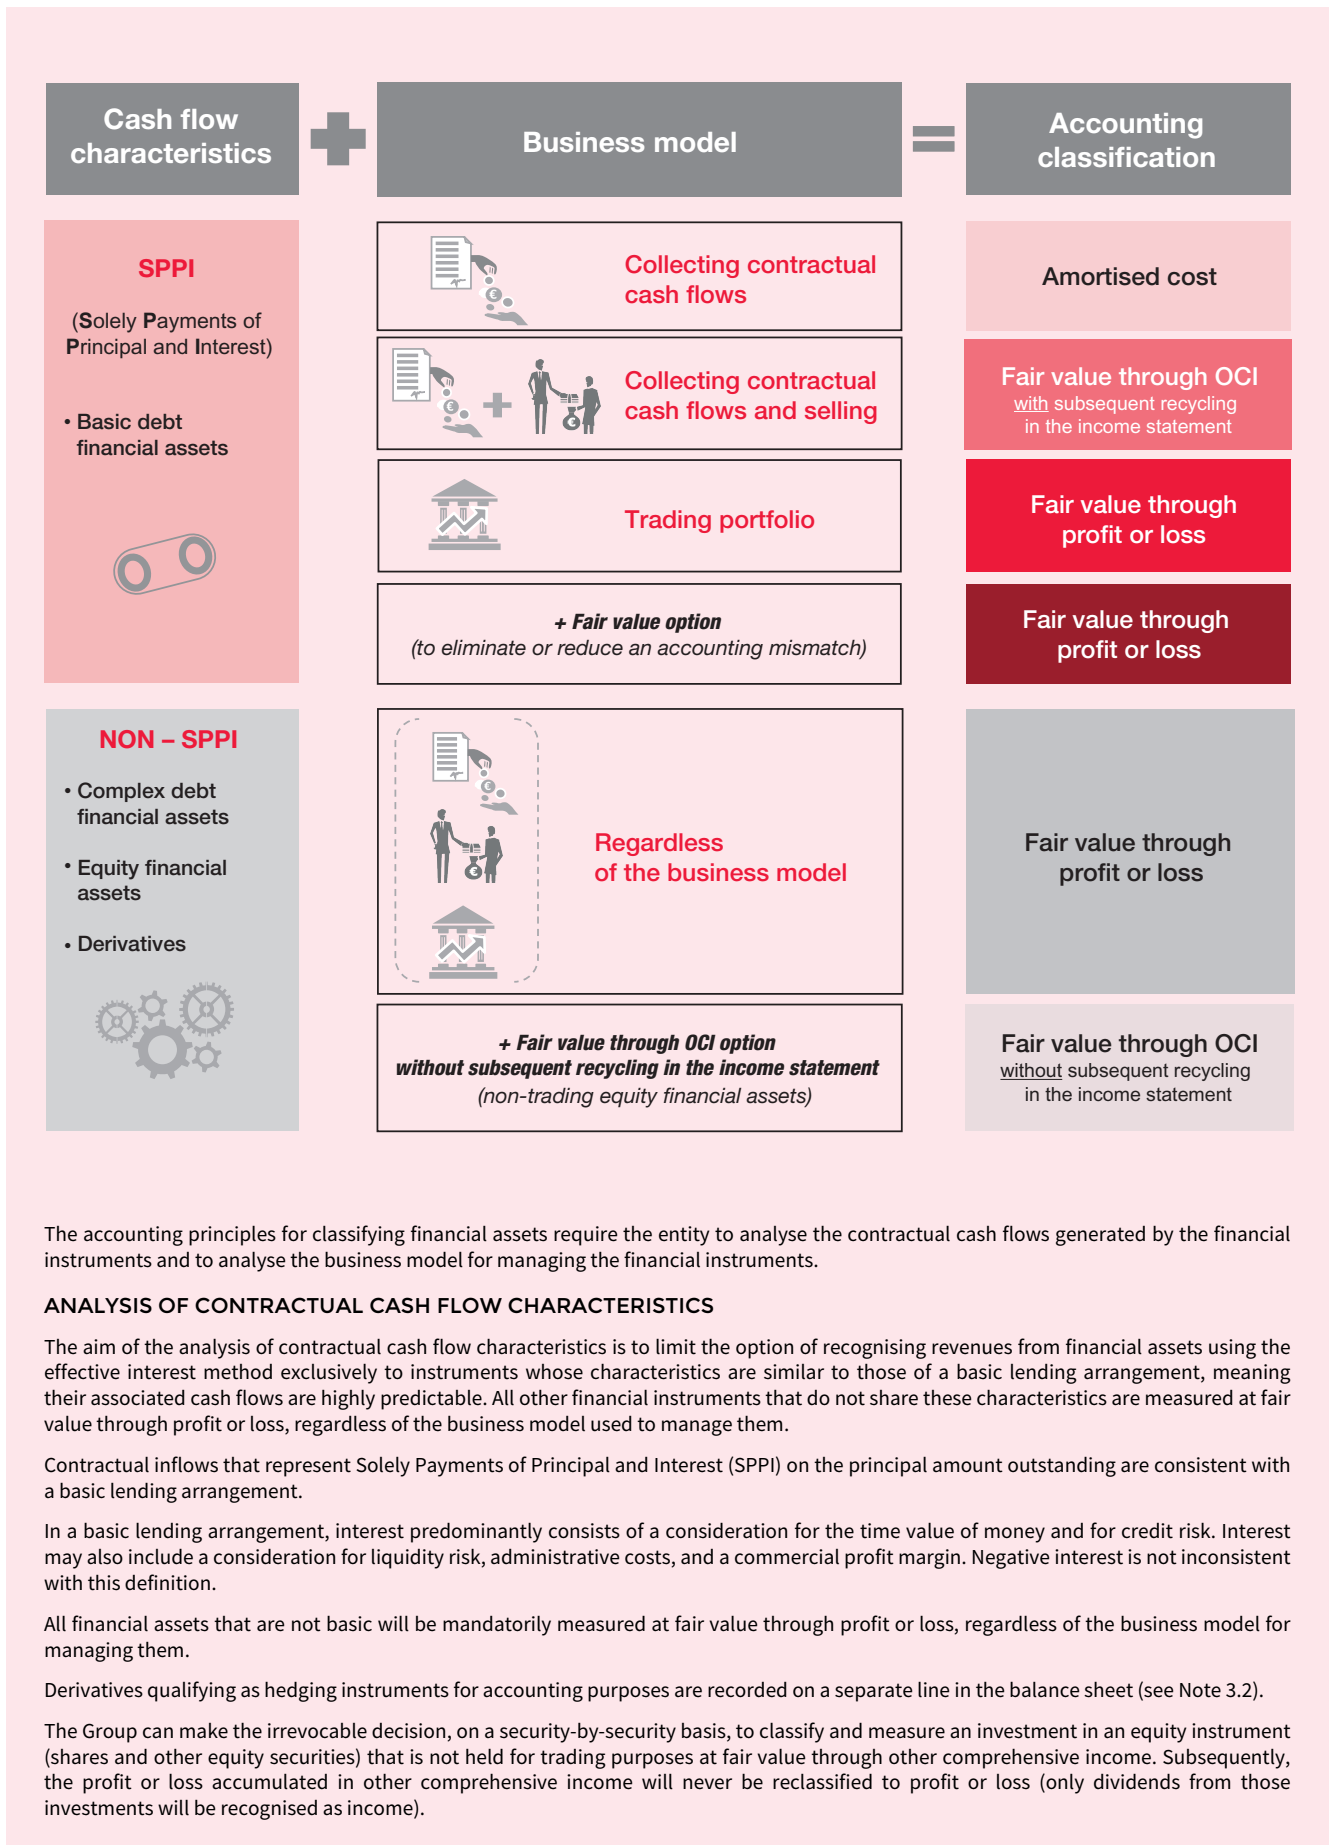 Cash flow
characteristics
Business model
Accounting
classification
SPPI
(Solely Payments of
Principal and Interest)
• Basic debt
financial assets
Collecting contractual
cash flows
Amortised cost
Collecting contractual
cash flows and selling
Fair value through OCI
with subsequent recycling
in the income statement
Trading portfolio
Fair value through
profit or loss
+ Fair value option
(to eliminate or reduce an accounting mismatch)
Fair value through
profit or loss
NON – SPPI
• Complex debt
financial assets
• Equity financial
assets
• Derivatives
Regardless
of the business model
Fair value through
profit or loss
+ Fair value through OCI option
without subsequent recycling in the income statement
(non-trading equity financial assets)
Fair value through OCI
without subsequent recycling
in the income statement
The accounting principles for classifying financial assets require the entity to analyse the contractual cash flows generated by the financial
instruments and to analyse the business model for managing the financial instruments.
ANALYSIS OF CONTRACTUAL CASH FLOW CHARACTERISTICS
The aim of the analysis of contractual cash flow characteristics is to limit the option of recognising revenues from financial assets using the
effective interest method exclusively to instruments whose characteristics are similar to those of a basic lending arrangement, meaning
their associated cash flows are highly predictable. All other financial instruments that do not share these characteristics are measured at fair
value through profit or loss, regardless of the business model used to manage them.
Contractual inflows that represent Solely Payments of Principal and Interest (SPPI) on the principal amount outstanding are consistent with
a basic lending arrangement.
In a basic lending arrangement, interest predominantly consists of a consideration for the time value of money and for credit risk. Interest
may also include a consideration for liquidity risk, administrative costs, and a commercial profit margin. Negative interest is not inconsistent
with this definition.
All financial assets that are not basic will be mandatorily measured at fair value through profit or loss, regardless of the business model for
managing them.
Derivatives qualifying as hedging instruments for accounting purposes are recorded on a separate line in the balance sheet (see Note 3.2).
The Group can make the irrevocable decision, on a security-by-security basis, to classify and measure an investment in an equity instrument
(shares and other equity securities) that is not held for trading purposes at fair value through other comprehensive income. Subsequently,
the profit or loss accumulated in other comprehensive income will never be reclassified to profit or loss (only dividends from those
investments will be recognised as income).